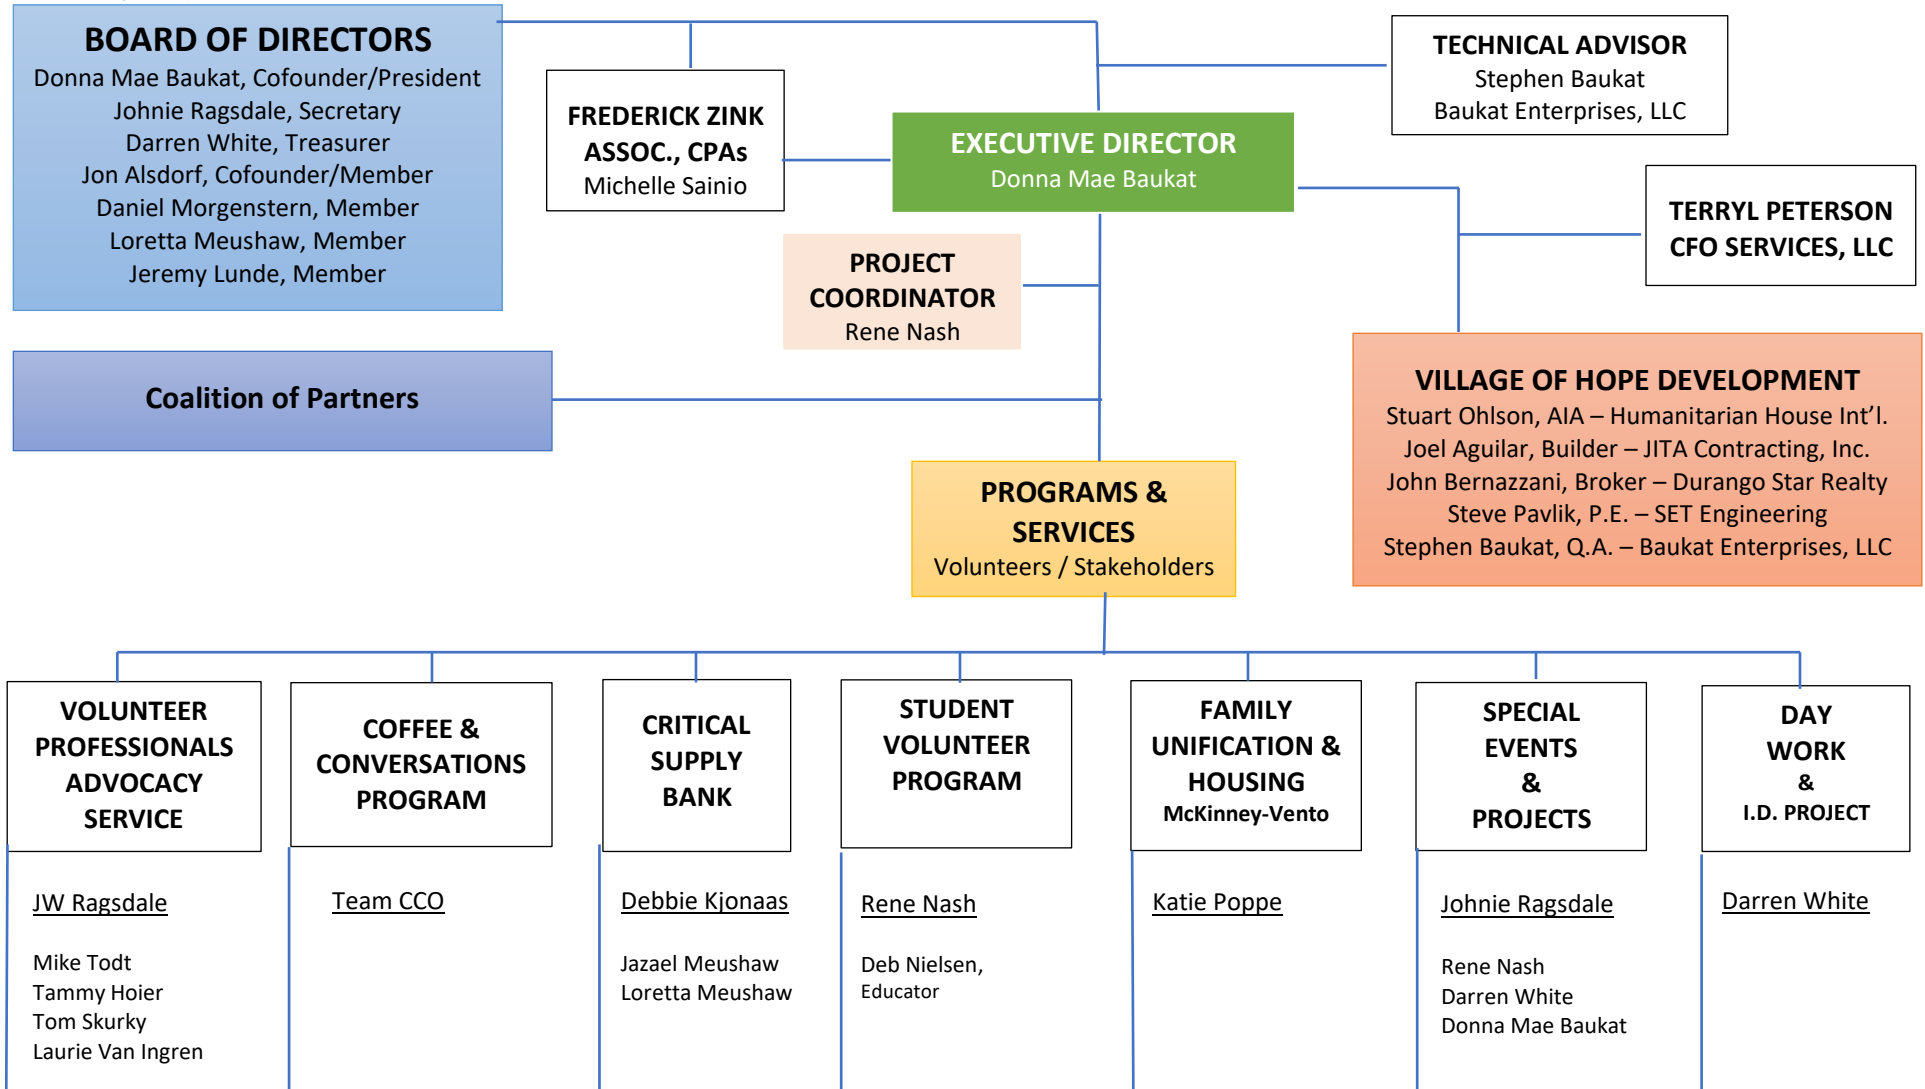 BOARD OF DIRECTORS
Donna Mae Baukat, Cofounder/President
Johnie Ragsdale, Secretary
Darren White, Treasurer
Jon Alsdorf, Cofounder/Member
Daniel Morgenstern, Member
Loretta Meushaw, Member
Jeremy Lunde, Member
FREDERICK ZINK
ASSOC., CPAs
Michelle Sainio
EXECUTIVE DIRECTOR
Donna Mae Baukat
TECHNICAL ADVISOR
Stephen Baukat
Baukat Enterprises, LLC
TERRYL PETERSON
CFO SERVICES, LLC
PROJECT
COORDINATOR
Rene Nash
Coalition of Partners
VILLAGE OF HOPE DEVELOPMENT
Stuart Ohlson, AIA – Humanitarian House Int’l.
Joel Aguilar, Builder – JITA Contracting, Inc.
John Bernazzani, Broker – Durango Star Realty
Steve Pavlik, P.E. – SET Engineering
Stephen Baukat, Q.A. – Baukat Enterprises, LLC
PROGRAMS &
SERVICES
Volunteers / Stakeholders
VOLUNTEER
PROFESSIONALS
ADVOCACY
SERVICE
JW Ragsdale
Mike Todt
Tammy Hoier
Tom Skurky
Laurie Van Ingren
COFFEE &
CONVERSATIONS
PROGRAM
Team CCO
CRITICAL
SUPPLY
BANK
Debbie Kjonaas
Jazael Meushaw
Loretta Meushaw
STUDENT
VOLUNTEER
PROGRAM
Rene Nash
Deb Nielsen,
Educator
FAMILY
UNIFICATION &
HOUSING
McKinney-Vento
Katie Poppe
SPECIAL
EVENTS
&
PROJECTS
Johnie Ragsdale
Rene Nash
Darren White
Donna Mae Baukat
DAY
WORK
&
I.D. PROJECT
Darren White